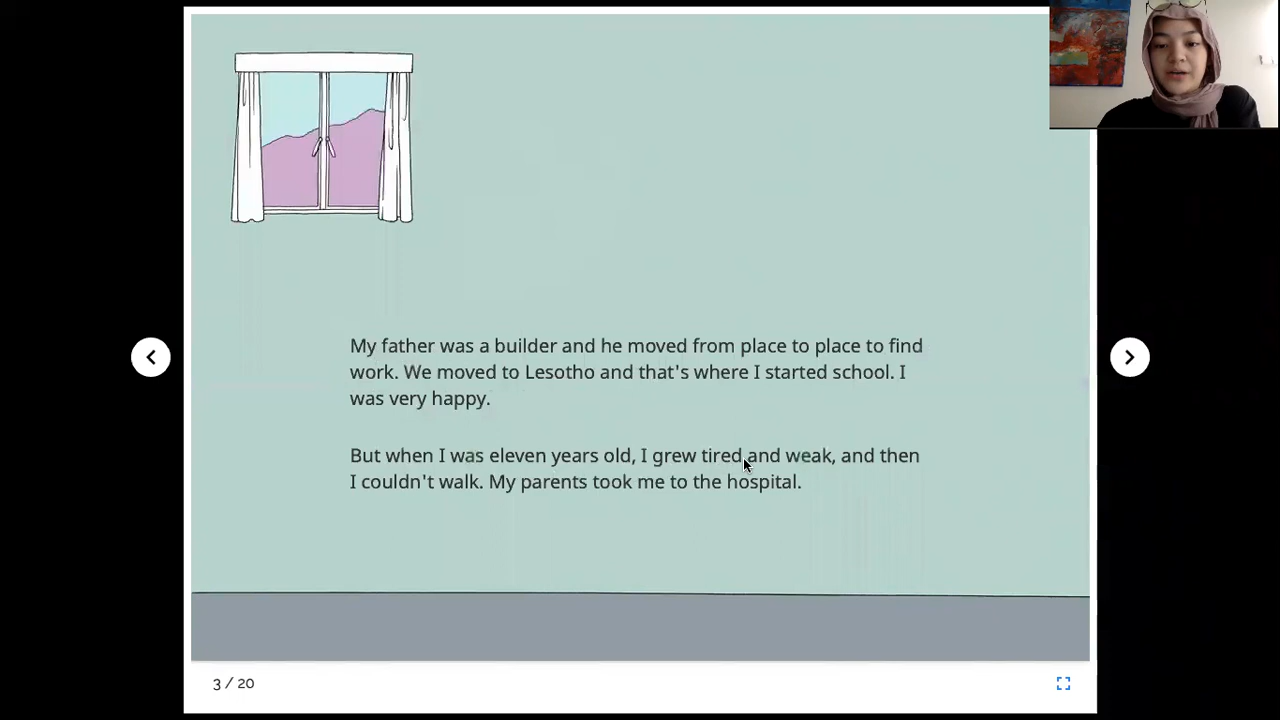 My father was a builder and he moved from place to place to find
work. We moved to Lesotho and that's where I started school. I
was very happy.
But when I was eleven years old, I grew tired and weak, and then
I couldn't walk. My parents took me to the hospital.
3 / 20